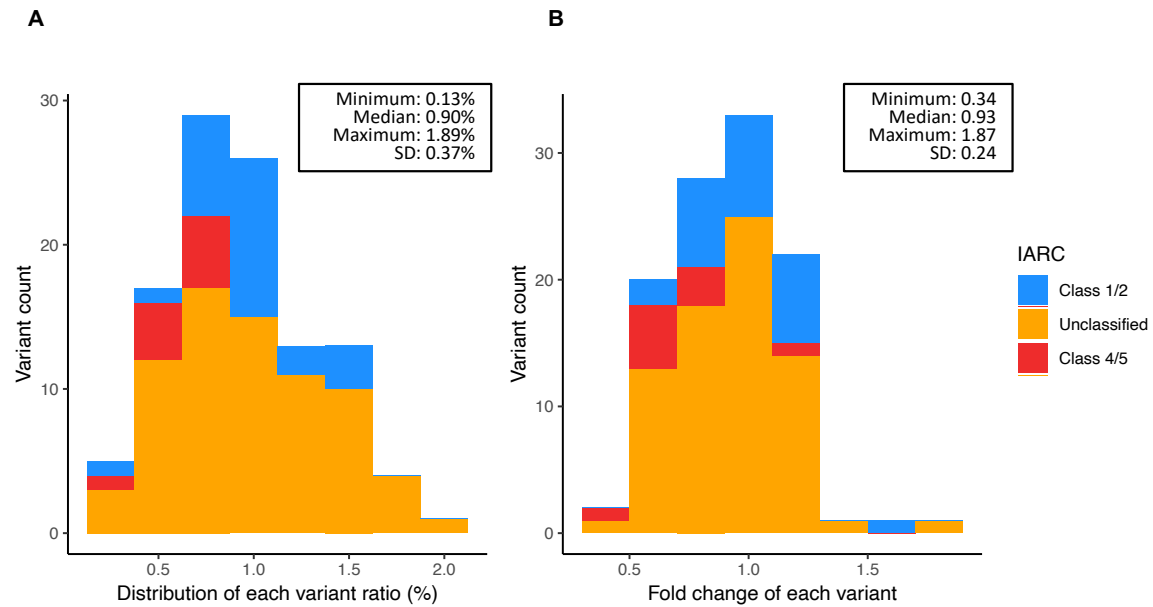 A
B
Minimum: 0.13%
Median: 0.90%
Maximum: 1.89%
SD: 0.37%
Minimum: 0.34
Median: 0.93
Maximum: 1.87
SD: 0.24
30
20
10
0
Variant count
0.5
1.0
1.5
2.0
Distribution of each variant ratio (%)
30
20
10
0
Variant count
0.5
1.0
1.5
Fold change of each variant
IARC
Class 1/2
Unclassified
Class 4/5